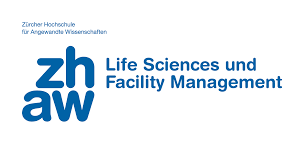 Zürcher Hochschule
für Angewandte Wissenschaften
zh
aw
Life Sciences und
Facility Management